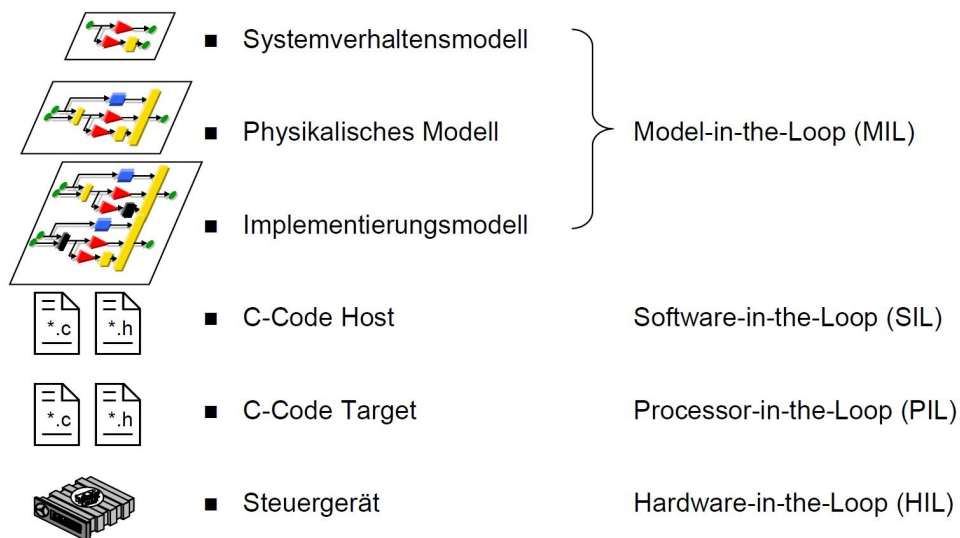 ■ Systemverhaltensmodell
■ Physikalisches Modell
Model-in-the-Loop (MIL)
■ Implementierungsmodell
*.c *.h
■ C-Code Host
Software-in-the-Loop (SIL)
*.c *.h
■ C-Code Target
Processor-in-the-Loop (PIL)
■ Steuergerät
Hardware-in-the-Loop (HIL)